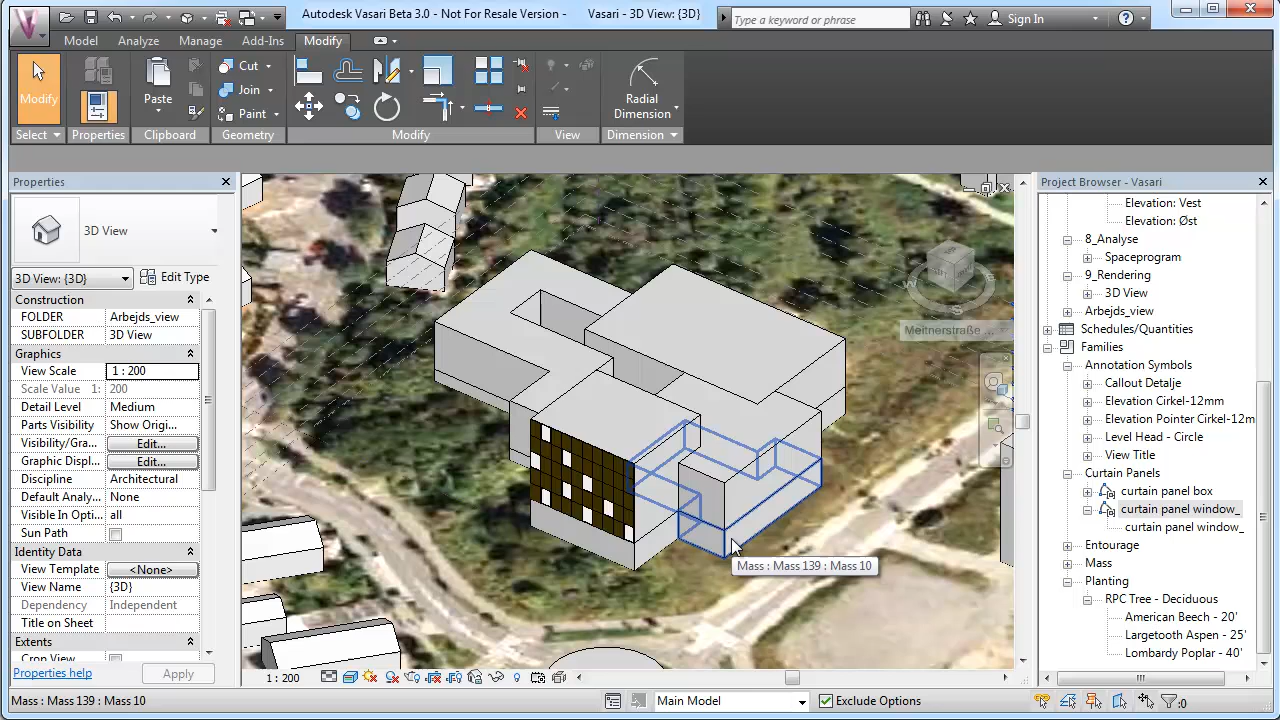 Autodesk Vasari Beta 3.0 - Not For Resale Version -
Vasari - 3D View: {3D}
Type a keyword or phrase
Sign In
Model
Analyze
Manage
Add-Ins
Modify
Modify
Paste
Cut
Join
Paint
Radial
Dimension
Select
Properties
Clipboard
Geometry
Modify
View
Dimension
Properties
3D View
3D View: {3D}
Edit Type
Construction
FOLDER
Arbejds_view
SUBFOLDER
3D View
Graphics
View Scale
1 : 200
Scale Value 1:
200
Detail Level
Medium
Parts Visibility
Show Origi...
Visibility/Gra...
Edit...
Graphic Displ...
Edit...
Discipline
Architectural
Default Analy...
None
Visible In Opti...
all
Sun Path
Identity Data
View Template
<None>
View Name
{3D}
Dependency
Independent
Title on Sheet
Extents
Crop View
Properties help
Apply
W
S
Meitnerstraße ...
Mass : Mass 139 : Mass 10
1 : 200
Project Browser - Vasari
Elevation: Vest
Elevation: Øst
8_Analyse
Spaceprogram
9_Rendering
3D View
Arbejds_view
Schedules/Quantities
Families
Annotation Symbols
Callout Detalje
Elevation Cirkel-12mm
Elevation Pointer Cirkel-12m
Level Head - Circle
View Title
Curtain Panels
curtain panel box
curtain panel window_
curtain panel window_
Entourage
Mass
Planting
RPC Tree - Deciduous
American Beech - 20'
Largetooth Aspen - 25'
Lombardy Poplar - 40'
Mass : Mass 139 : Mass 10
Main Model
Exclude Options
:0